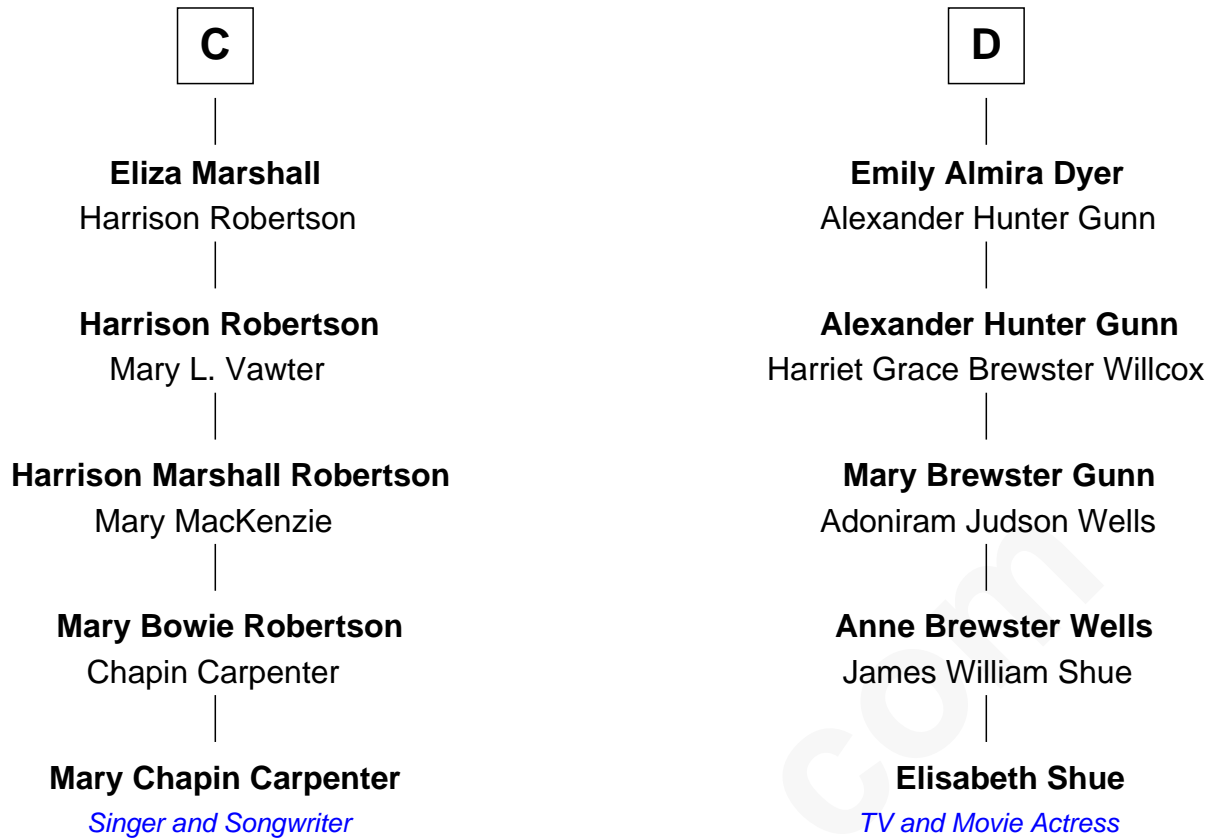 C
Eliza Marshall
Harrison Robertson
Harrison Robertson
Mary L. Vawter
Harrison Marshall Robertson
Mary MacKenzie
Mary Bowie Robertson
Chapin Carpenter
Mary Chapin Carpenter
Singer and Songwriter
D
Emily Almira Dyer
Alexander Hunter Gunn
Alexander Hunter Gunn
Harriet Grace Brewster Willcox
Mary Brewster Gunn
Adoniram Judson Wells
Anne Brewster Wells
James William Shue
Elisabeth Shue
TV and Movie Actress
com